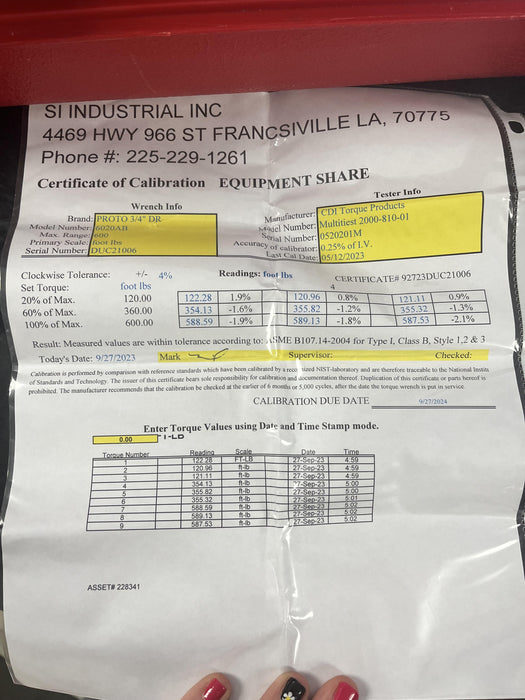 SI INDUSTRIAL INC
4469 HWY 966 ST FRANCSIVILLE LA, 70775
Phone #: 225-229-1261
Certificate of Calibration EQUIPMENT SHARE
Wrench Info
Brand: PROTO 3/4" DR
Model Number: 6020AB
Max. Range: 600
Primary Scale: foot lbs
Serial Number: DUC21006
Tester Info
Manufacturer: CDI Torque Products
Model Number: Multitest 2000-810-01
Serial Number: 0520201M
Accuracy of calibrator: 0.25% of I.V.
Last Cal Date: 05/12/2023
Clockwise Tolerance: +/- 4% Readings: foot lbs CERTIFICATE# 92723DUC21006
4
Set Torque: foot lbs
20% of Max. 120.00 122.28 1.9% 120.96 0.8% 121.11 0.9%
60% of Max. 360.00 354.13 -1.6% 355.82 -1.2% 355.32 -1.3%
100% of Max. 600.00 588.59 -1.9% 589.13 -1.8% 587.53 -2.1%
Result: Measured values are within tolerance according to: ASME B107.14-2004 for Type I, Class B, Style 1,2 & 3
Today's Date: 9/27/2023 Mark Supervisor: Checked:
Calibration is performed by comparison with reference standards which have been calibrated by a recognized NIST-laboratory and are therefore traceable to the National Instits
of Standards and Technology. The issuer of this certificate bears sole responsibility for calibration and documentation thereof. Duplication of this certificate or parts hereof is
prohibited. The manufacturer recommends that the calibration be checked at the earlier of 6 months or 5,000 cycles, after the date the torque wrench is put in service.
CALIBRATION DUE DATE 9/27/2024
Enter Torque Values using Date and Time Stamp mode.
0.00 FT-LB
Torque Number Reading Scale Date Time
1 122.28 FT-LB 27-Sep-23 4:59
2 120.96 ft-lb 27-Sep-23 4:59
3 121.11 ft-lb 27-Sep-23 4:59
4 354.13 ft-lb 27-Sep-23 5:00
5 355.82 ft-lb 27-Sep-23 5:00
6 355.32 ft-lb 27-Sep-23 5:01
7 588.59 ft-lb 27-Sep-23 5:02
8 589.13 ft-lb 27-Sep-23 5:02
9 587.53 ft-lb 27-Sep-23 5:02
ASSET# 228341